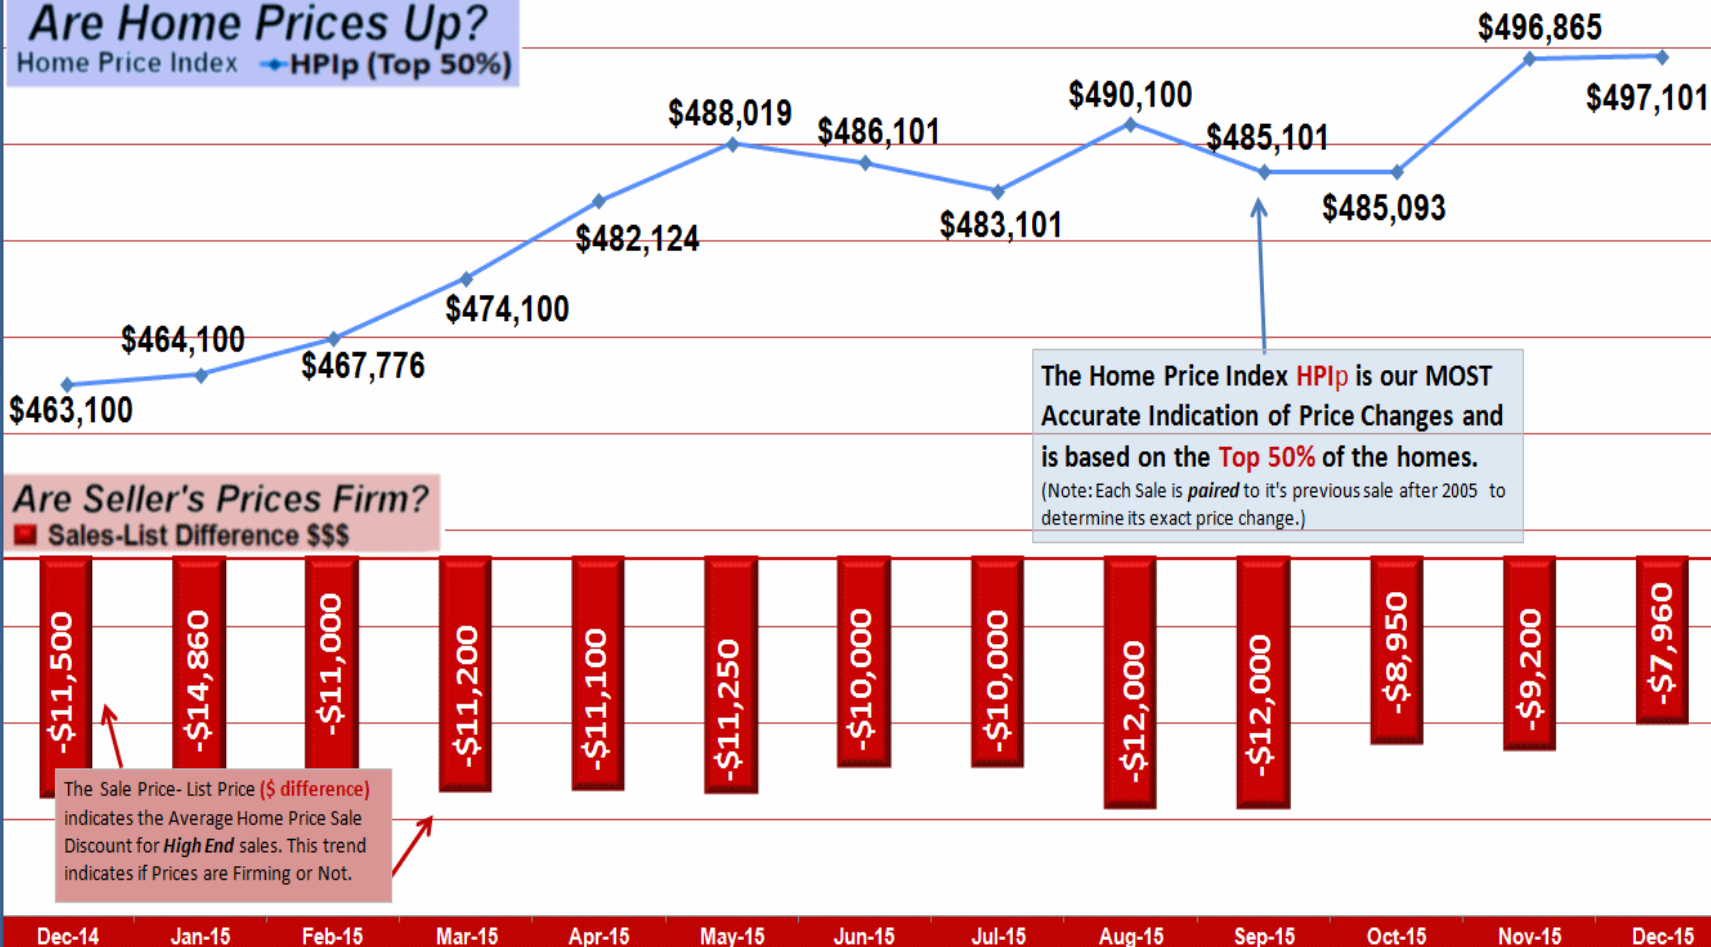 Are Home Prices Up?
Home Price Index HPIp (Top 50%)
$463,100
$464,100
$467,776
$474,100
$482,124
$488,019
$486,101
$483,101
$490,100
$485,101
$485,093
$496,865
$497,101
The Home Price Index HPIp is our MOST
Accurate Indication of Price Changes and
is based on the Top 50% of the homes.
(Note: Each Sale is paired to it's previous sale after 2005 to
determine its exact price change.)
Are Seller's Prices Firm?
Sales-List Difference $$$
-$11,500
-$14,860
-$11,000
-$11,200
-$11,100
-$11,250
-$10,000
-$10,000
-$12,000
-$12,000
-$8,950
-$9,200
-$7,960
The Sale Price- List Price ($ difference)
indicates the Average Home Price Sale
Discount for High End sales. This trend
indicates if Prices are Firming or Not.
Dec-14 Jan-15 Feb-15 Mar-15 Apr-15 May-15 Jun-15 Jul-15 Aug-15 Sep-15 Oct-15 Nov-15 Dec-15